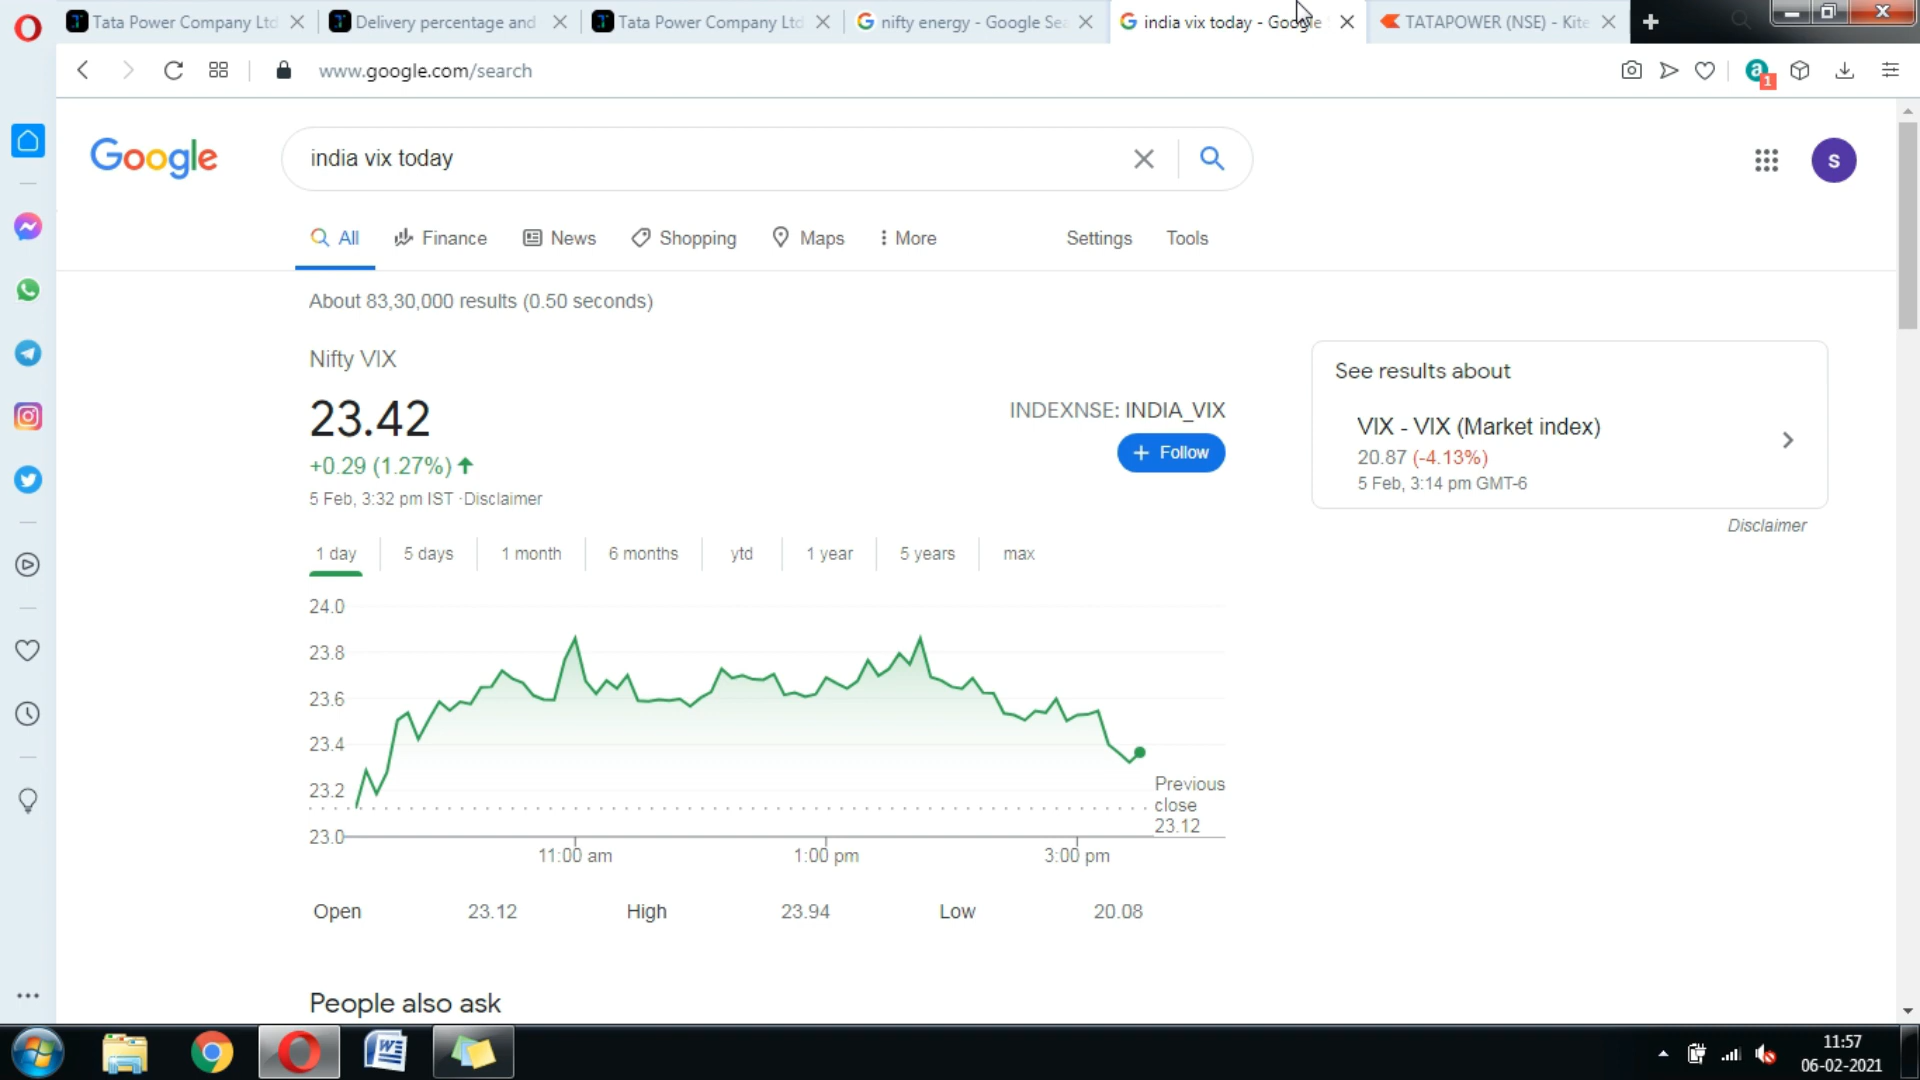 Tata Power Company Ltd
Delivery percentage and
Tata Power Company Ltd
nifty energy - Google Sea
india vix today - Google
TATAPOWER (NSE) - Kite
www.google.com/search
a
1
Google
india vix today
S
All
Finance
News
Shopping
Maps
More
Settings
Tools
About 83,30,000 results (0.50 seconds)
Nifty VIX
23.42
INDEXNSE: INDIA_VIX
+0.29 (1.27%)
+ Follow
5 Feb, 3:32 pm IST · Disclaimer
See results about
VIX - VIX (Market index)
20.87 (-4.13%)
5 Feb, 3:14 pm GMT-6
Disclaimer
1 day
5 days
1 month
6 months
ytd
1 year
5 years
max
24.0
23.8
23.6
23.4
23.2
23.0
Previous
close
23.12
11:00 am
1:00 pm
3:00 pm
Open 23.12 High 23.94 Low 20.08
People also ask
11:57
06-02-2021